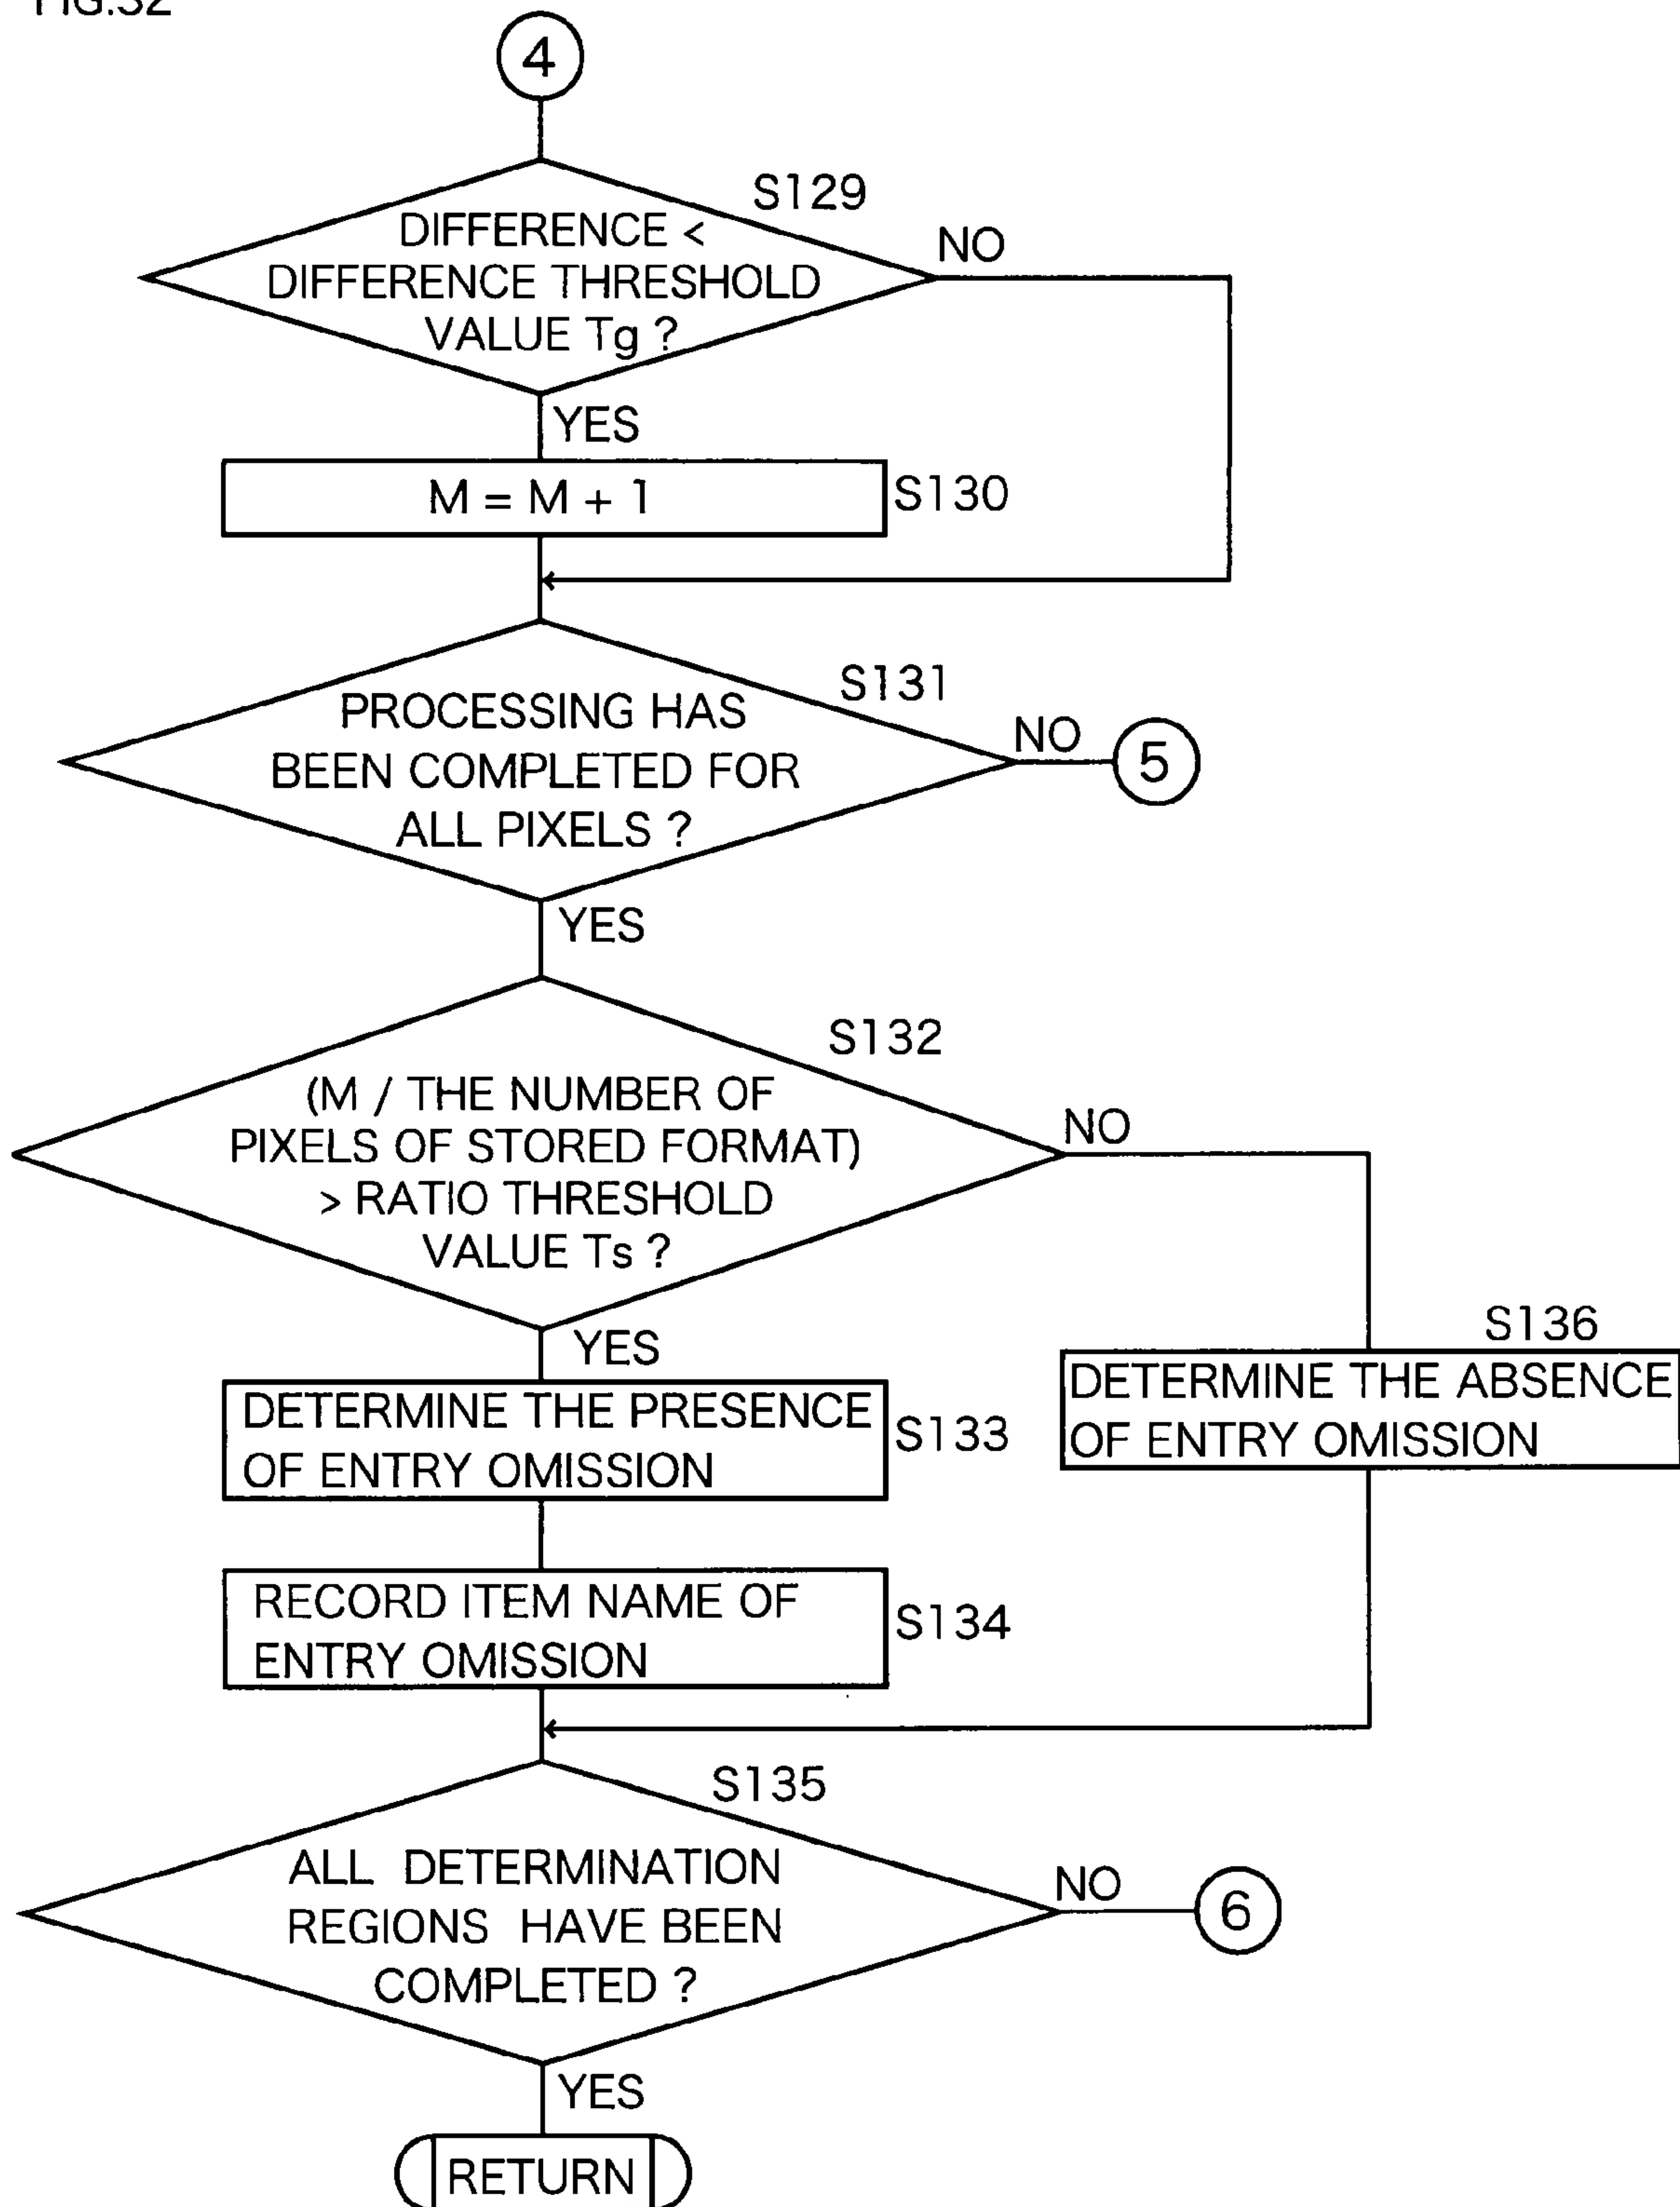 FIG.32
4
S129
DIFFERENCE <
DIFFERENCE THRESHOLD
VALUE Tg ?
NO
YES
M = M + 1
S130
S131
PROCESSING HAS
BEEN COMPLETED FOR
ALL PIXELS ?
NO
5
YES
S132
(M / THE NUMBER OF
PIXELS OF STORED FORMAT)
> RATIO THRESHOLD
VALUE Ts ?
NO
YES
S136
DETERMINE THE ABSENCE
OF ENTRY OMISSION
DETERMINE THE PRESENCE
OF ENTRY OMISSION
S133
RECORD ITEM NAME OF
ENTRY OMISSION
S134
S135
ALL DETERMINATION
REGIONS HAVE BEEN
COMPLETED ?
NO
6
YES
RETURN